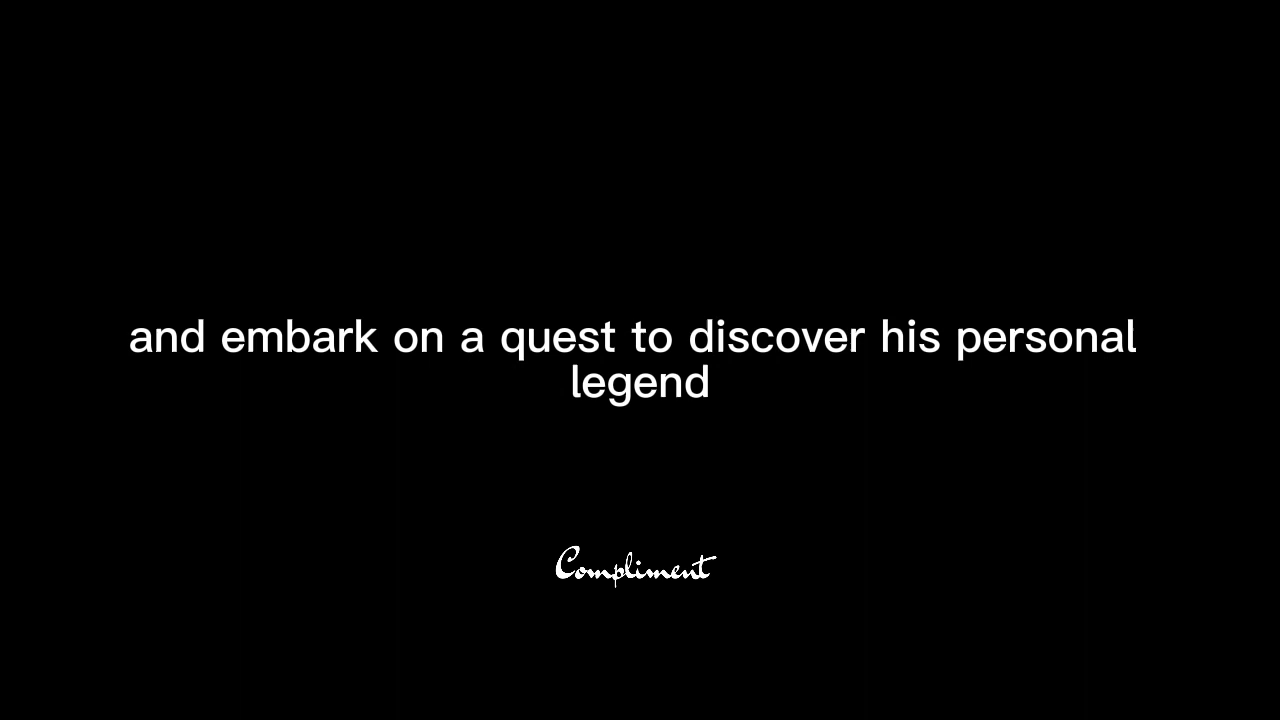 and embark on a quest to discover his personal
legend
Compliment